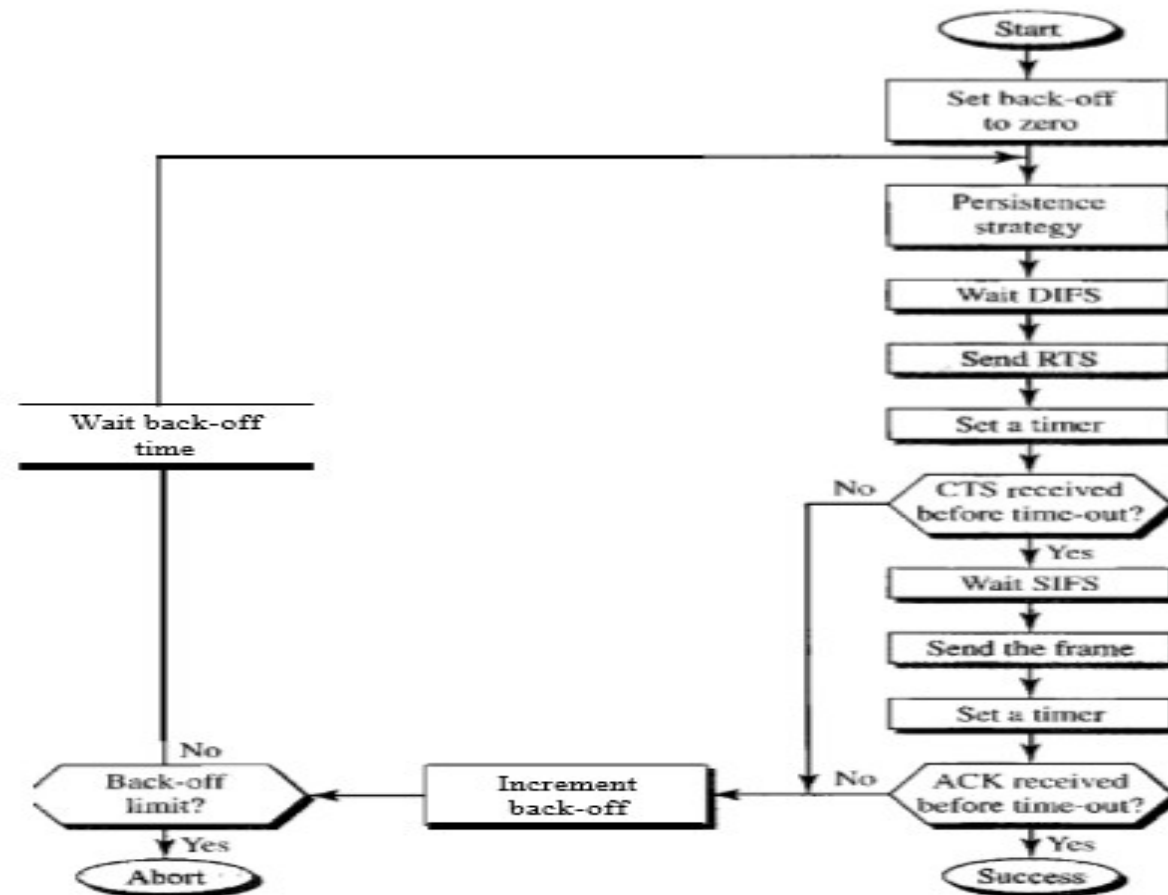 Start
Set back-off
to zero
Persistence
strategy
Wait DIFS
Send RTS
Set a timer
CTS received
before time-out?
No
Yes
Wait SIFS
Send the frame
Set a timer
ACK received
before time-out?
No
Yes
Success
Increment
back-off
Back-off
limit?
No
Yes
Abort
Wait back-off
time